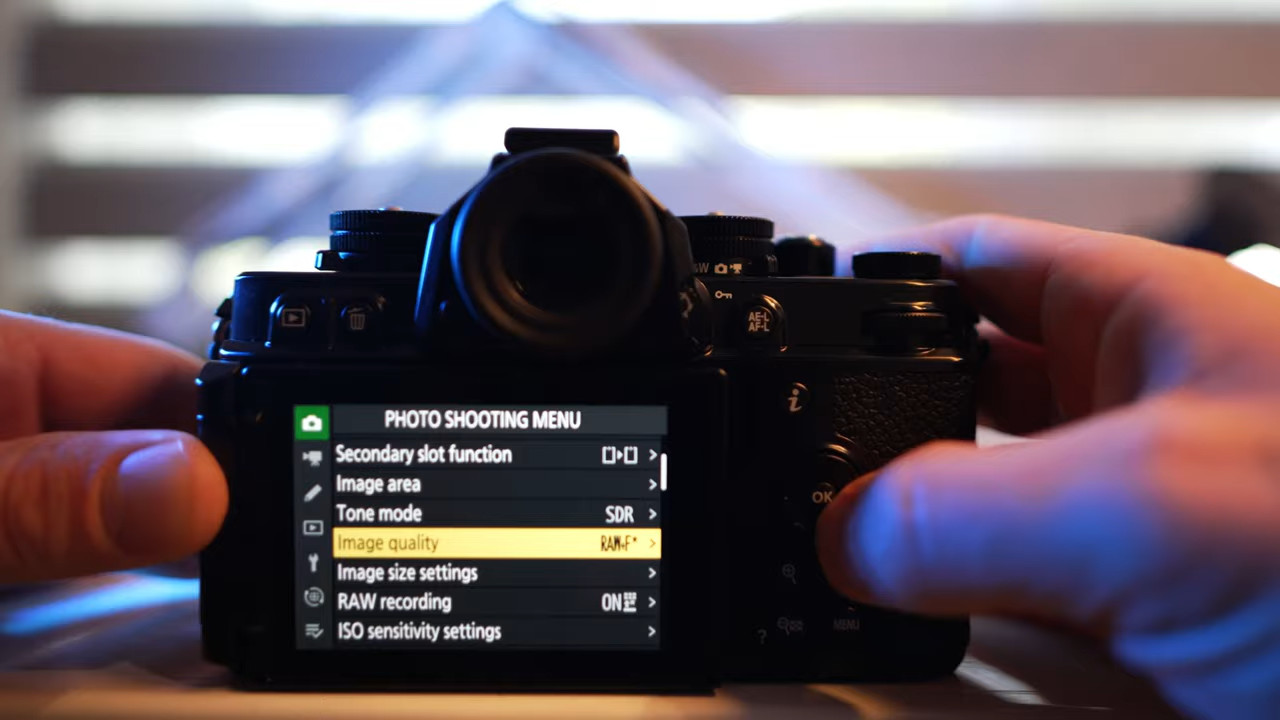 W
AE-L
AF-L
i
PHOTO SHOOTING MENU
Secondary slot function
Image area
Tone mode SDR
Image quality RAW+F*
Image size settings
RAW recording ON
ISO sensitivity settings
OK
?
MENU